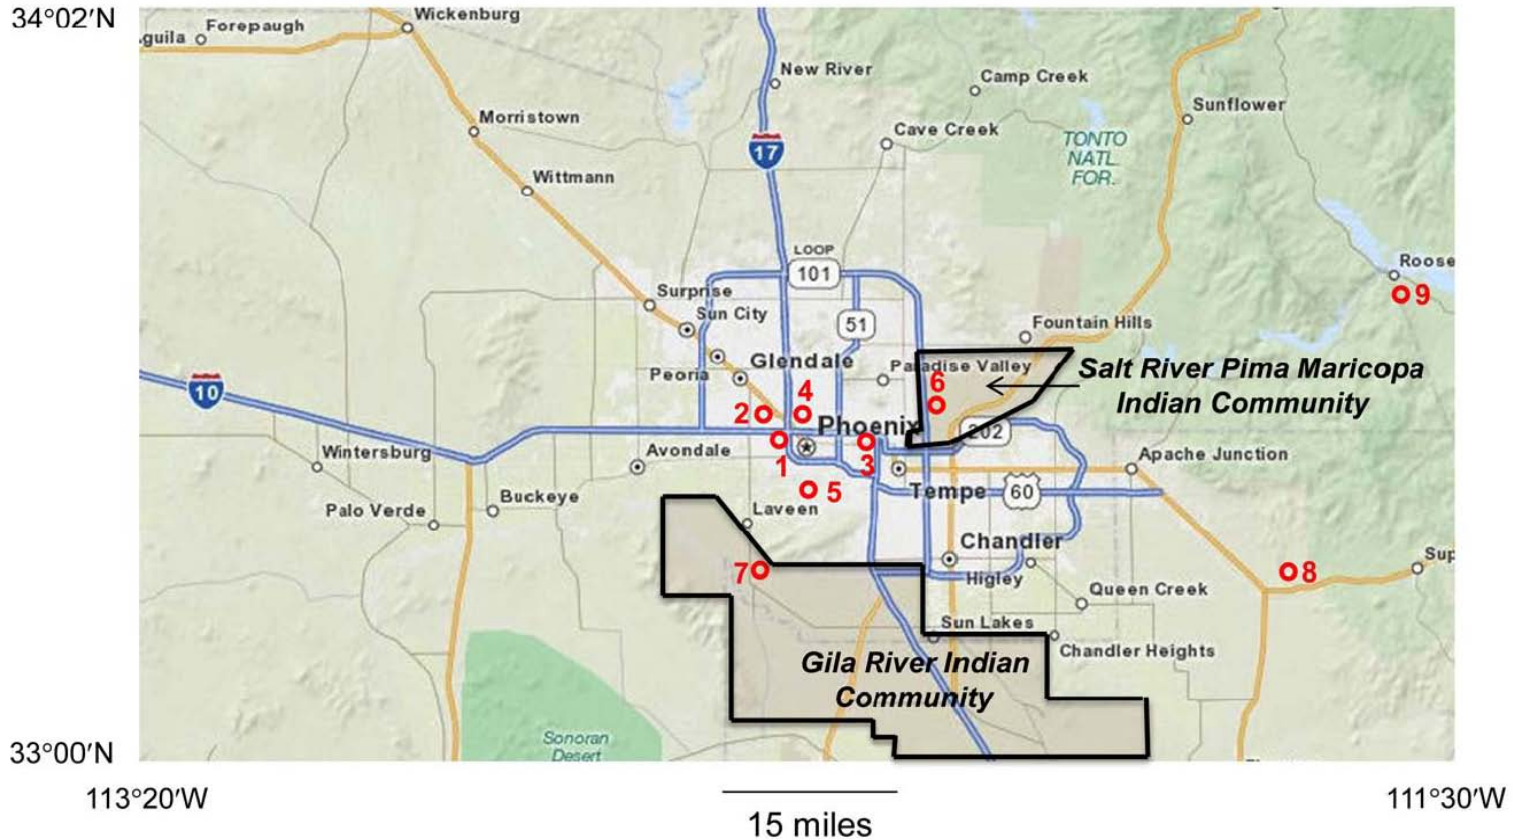 34°02′N
Wickenburg
Forepaugh
guila
New River
Camp Creek
Sunflower
Morristown
Cave Creek
17
TONTO
NATL.
FOR.
Wittmann
LOOP
101
Roose
Surprise
9
Sun City
51
Fountain Hills
Glendale
Paradise Valley
Salt River Pima Maricopa
Indian Community
Peoria
6
10
4
2
Phoenix
202
Wintersburg
Avondale
1
3
Apache Junction
Buckeye
5
Tempe
60
Palo Verde
Laveen
Chandler
Sup
7
8
Higley
Queen Creek
Sun Lakes
Chandler Heights
Gila River Indian
Community
Sonoran
Desert
33°00′N
113°20′W
111°30′W
15 miles